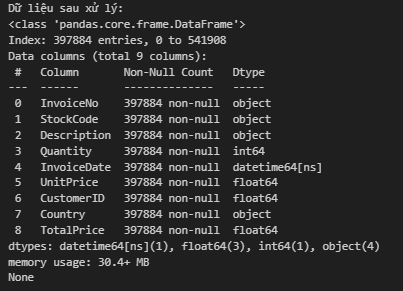 Dữ liệu sau xử lý:
<class 'pandas.core.frame.DataFrame'>
Index: 397884 entries, 0 to 541908
Data columns (total 9 columns):
 #   Column       Non-Null Count   Dtype
---  ------       --------------   -----
 0   InvoiceNo    397884 non-null  object
 1   StockCode    397884 non-null  object
 2   Description  397884 non-null  object
 3   Quantity     397884 non-null  int64
 4   InvoiceDate  397884 non-null  datetime64[ns]
 5   UnitPrice    397884 non-null  float64
 6   CustomerID   397884 non-null  float64
 7   Country      397884 non-null  object
 8   TotalPrice   397884 non-null  float64
dtypes: datetime64[ns](1), float64(3), int64(1), object(4)
memory usage: 30.4+ MB
None